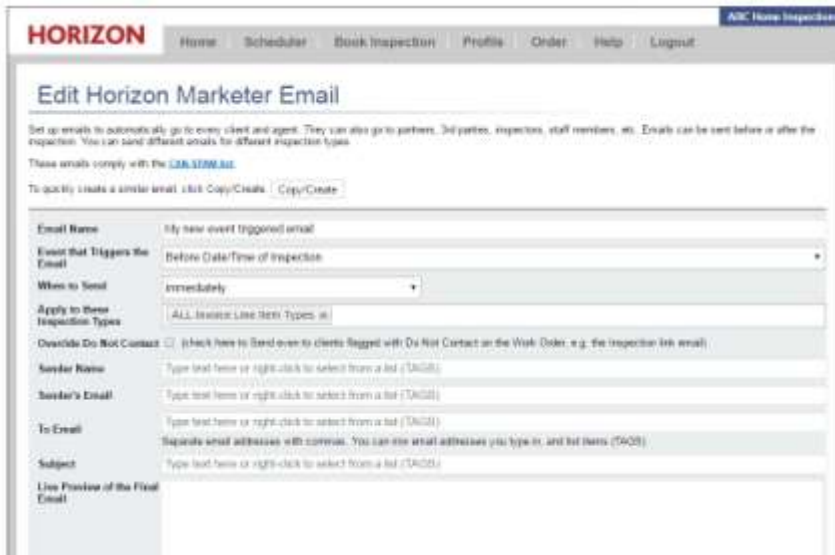 ABC Home Inspection
HORIZON
Home Scheduler Book Inspection Profile Order Help Logout
Edit Horizon Marketer Email
Set up emails to automatically go to every client and agent. They can also go to partners, 3rd parties, inspectors, staff members, etc. Emails can be sent before or after the
inspection. You can send different emails for different inspection types.
These emails comply with the CAN-SPAM list.
To quickly create a similar email, click Copy/Create Copy/Create
Email Name My new event triggered email
Event that Triggers the
Email Before Date/Time of Inspection
When to Send Immediately
Apply to these
Inspection Types ALL Invoice Line Item Types x
Override Do Not Contact (check here to Send even to clients flagged with Do Not Contact on the Work Order, e.g. the inspection link email)
Sender Name Type text here or right-click to select from a list (TAGS)
Sender's Email Type text here or right-click to select from a list (TAGS)
To Email Type text here or right-click to select from a list (TAGS)
Separate email addresses with commas. You can mix email addresses you type in, and list items (TAGS)
Subject Type text here or right-click to select from a list (TAGS)
Live Preview of the Final
Email